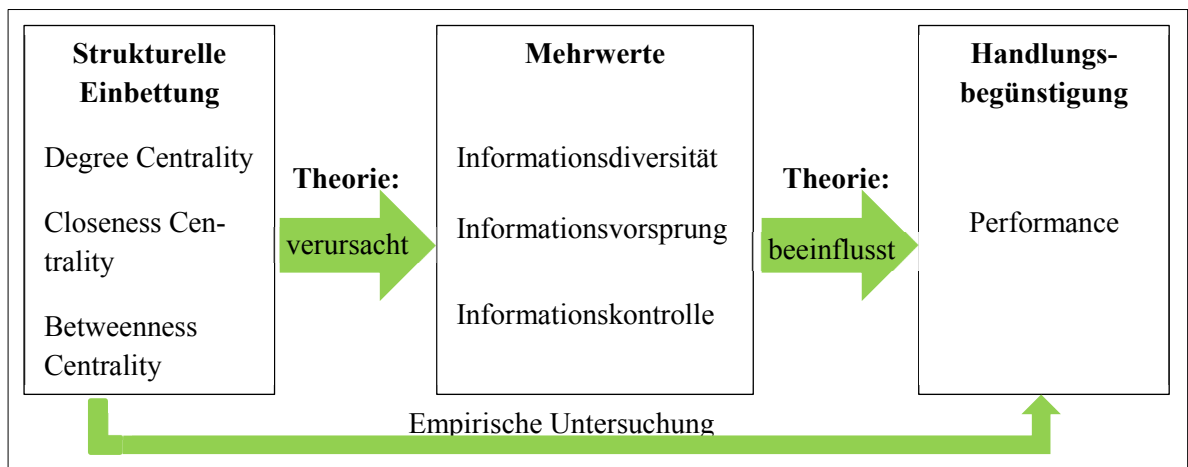 Strukturelle
Einbettung
Degree Centrality
Closeness Cen-
trality
Betweenness
Centrality
Theorie:
verursacht
Mehrwerte
Informationsdiversität
Informationsvorsprung
Informationskontrolle
Theorie:
beeinflusst
Handlungs-
begünstigung
Performance
Empirische Untersuchung